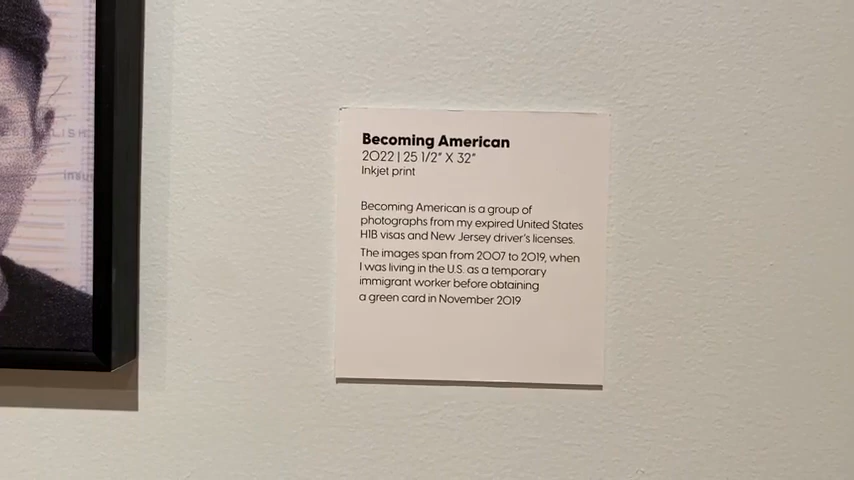 Becoming American
2022 | 25 1/2" X 32"
Inkjet print
Becoming American is a group of
photographs from my expired United States
H1B visas and New Jersey driver's licenses.
The images span from 2007 to 2019, when
I was living in the U.S. as a temporary
immigrant worker before obtaining
a green card in November 2019